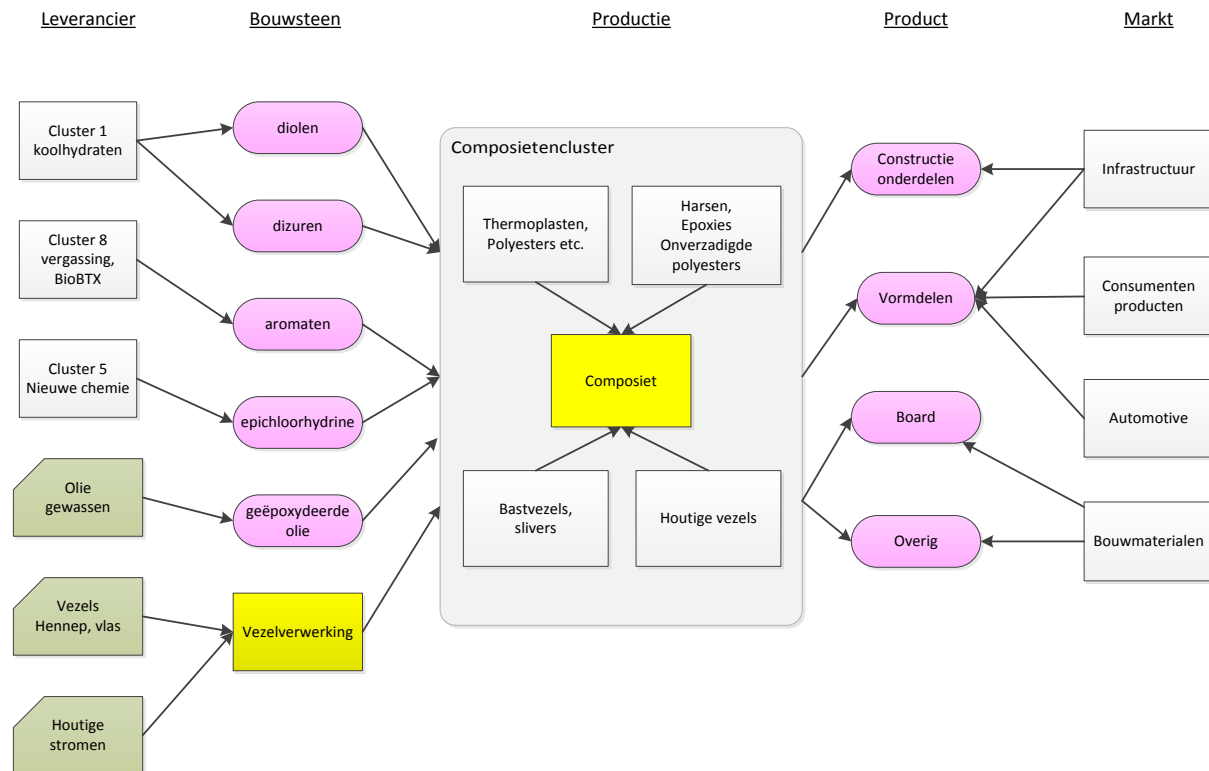 Leverancier
Bouwsteen
Productie
Product
Markt
Cluster 1
koolhydraten
Cluster 8
vergassing,
BioBTX
Cluster 5
Nieuwe chemie
Olie
gewassen
Vezels
Hennep, vlas
Houtige
stromen
diolen
dizuren
aromaten
epichloorhydrine
geëpoxydeerde
olie
Vezelverwerking
Composietencluster
Thermoplasten,
Polyesters etc.
Harsen,
Epoxies
Onverzadigde
polyesters
Composiet
Bastvezels,
slivers
Houtige vezels
Constructie
onderdelen
Vormdelen
Board
Overig
Infrastructuur
Consumenten
producten
Automotive
Bouwmaterialen